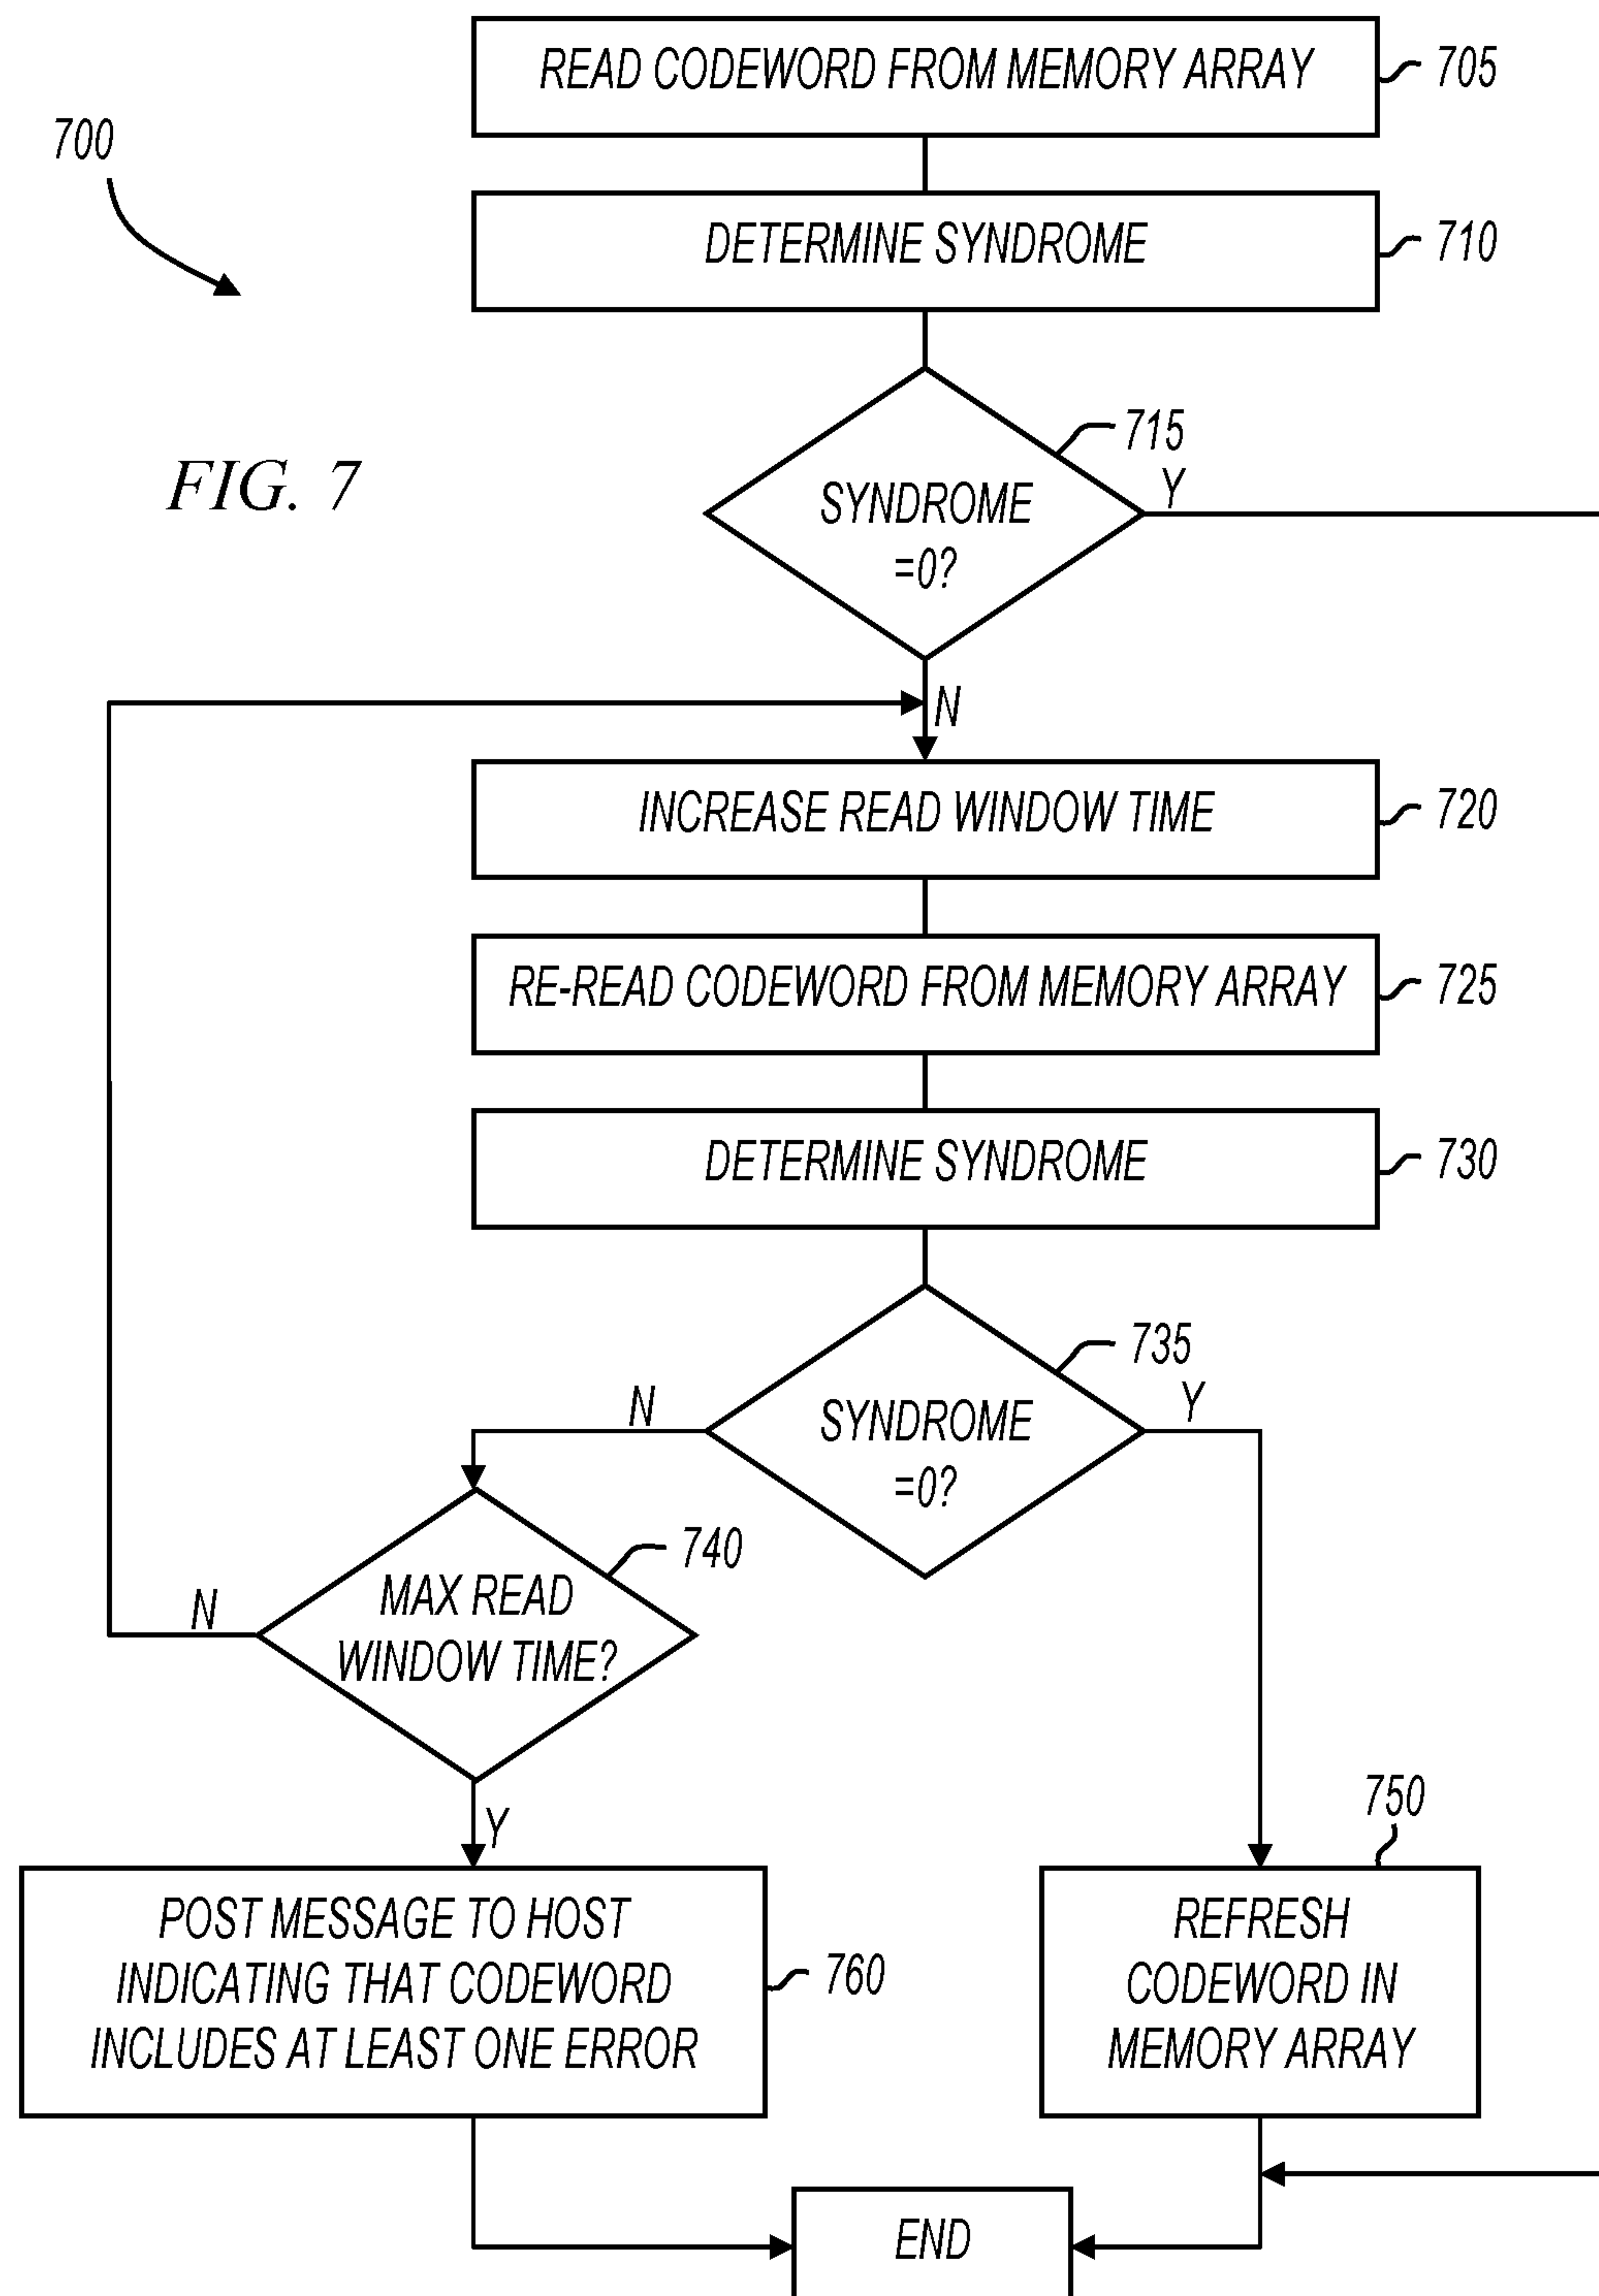 READ CODEWORD FROM MEMORY ARRAY
705
700
DETERMINE SYNDROME
710
FIG. 7
715
Y
SYNDROME
=0?
N
INCREASE READ WINDOW TIME
720
RE-READ CODEWORD FROM MEMORY ARRAY
725
DETERMINE SYNDROME
730
735
N
Y
SYNDROME
=0?
740
MAX READ
WINDOW TIME?
N
Y
750
POST MESSAGE TO HOST
INDICATING THAT CODEWORD
INCLUDES AT LEAST ONE ERROR
760
REFRESH
CODEWORD IN
MEMORY ARRAY
END